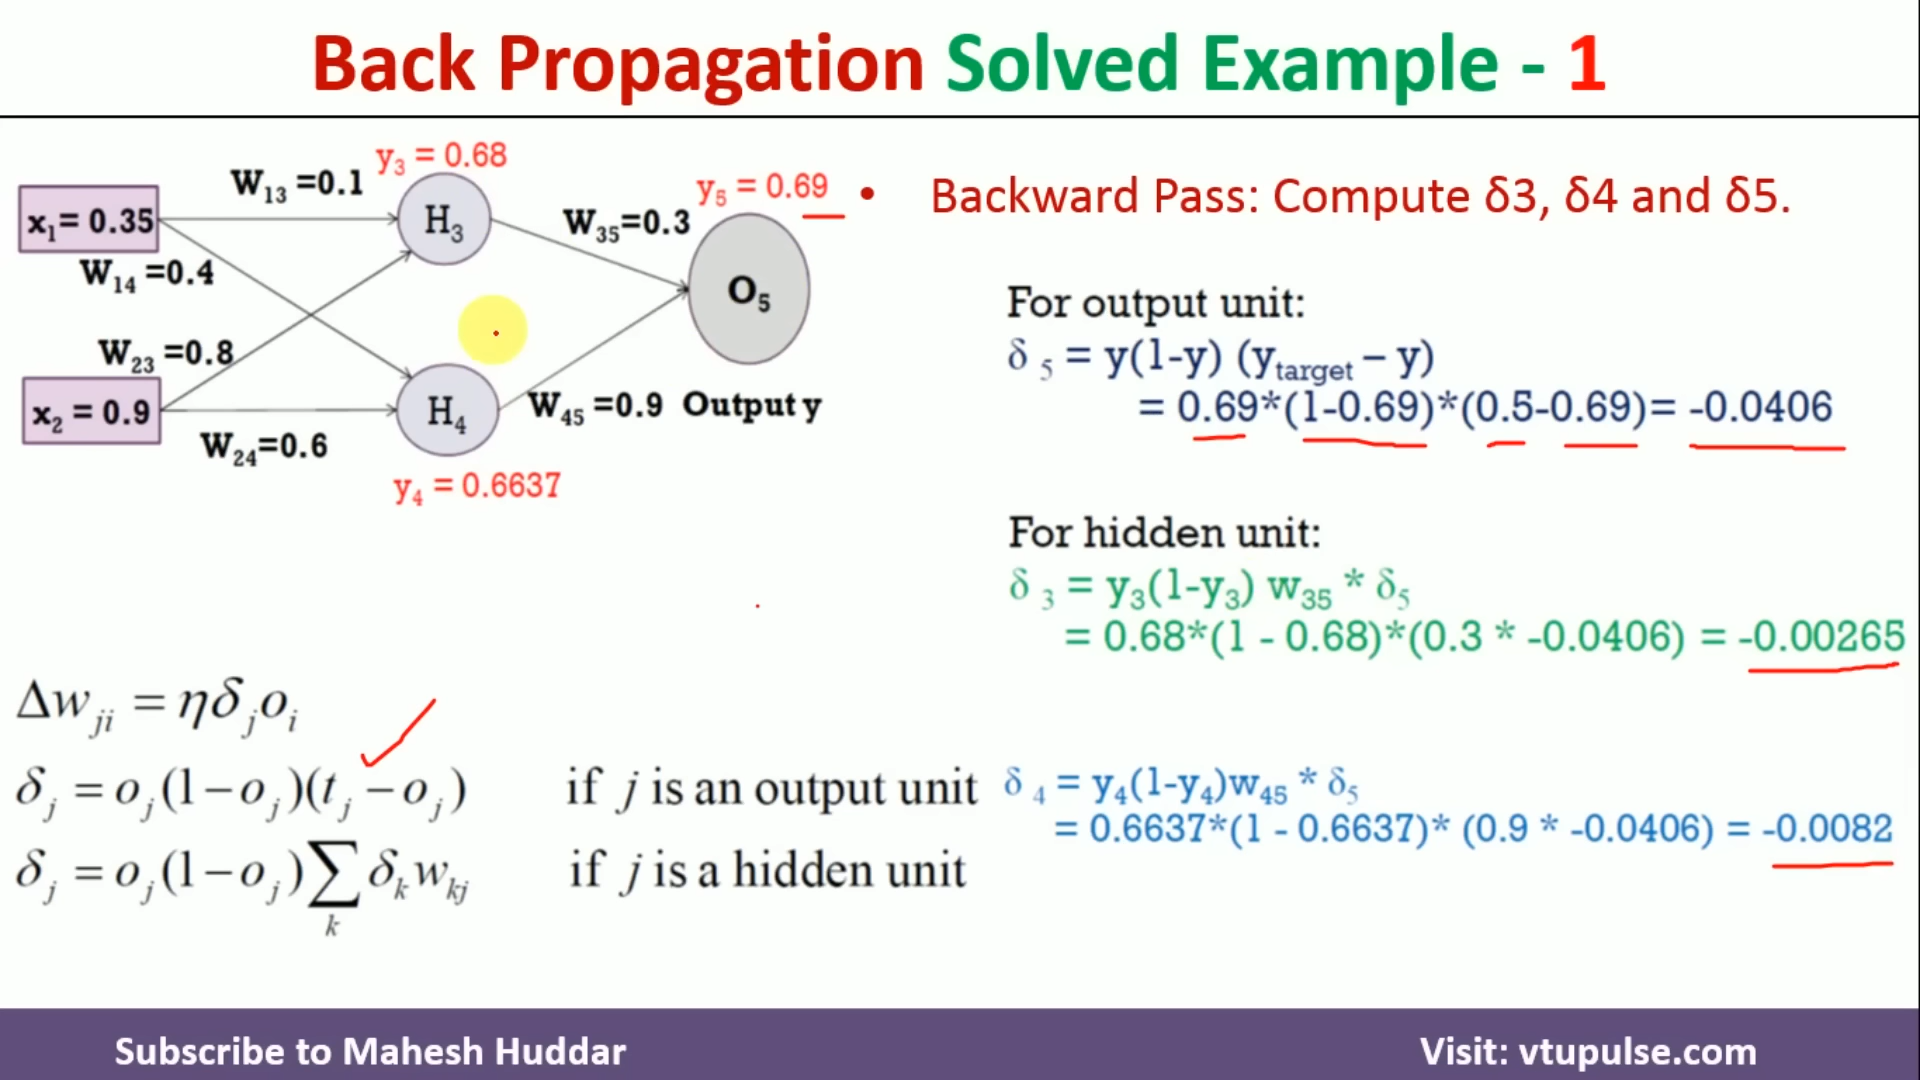 Back Propagation Solved Example - 1
y₃ = 0.68
W₁₃ =0.1
x₁= 0.35
H₃
W₁₄ =0.4
W₃₅=0.3
y₅ = 0.69
O₅
W₂₃ =0.8
x₂ = 0.9
H₄
W₄₅ =0.9 Output y
W₂₄=0.6
y₄ = 0.6637
Δw_ji = ηδ_j o_i
δ_j = o_j(1−o_j)(t_j −o_j) if j is an output unit
δ_j = o_j(1−o_j)∑_k δ_k w_kj if j is a hidden unit
• Backward Pass: Compute δ3, δ4 and δ5.
For output unit:
δ ₅ = y(1-y) (y_target – y)
= 0.69*(1-0.69)*(0.5-0.69)= -0.0406
For hidden unit:
δ ₃ = y₃(1-y₃) w₃₅ * δ₅
= 0.68*(1 - 0.68)*(0.3 * -0.0406) = -0.00265
δ ₄ = y₄(1-y₄)w₄₅ * δ₅
= 0.6637*(1 - 0.6637)* (0.9 * -0.0406) = -0.0082
Subscribe to Mahesh Huddar
Visit: vtupulse.com